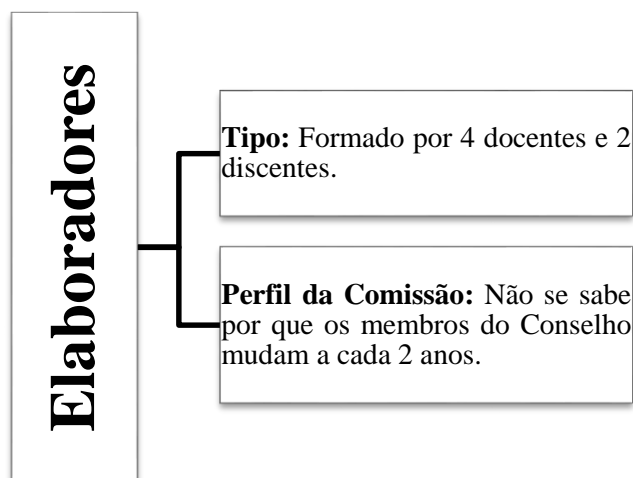 Elaboradores
Tipo: Formado por 4 docentes e 2
discentes.
Perfil da Comissão: Não se sabe
por que os membros do Conselho
mudam a cada 2 anos.